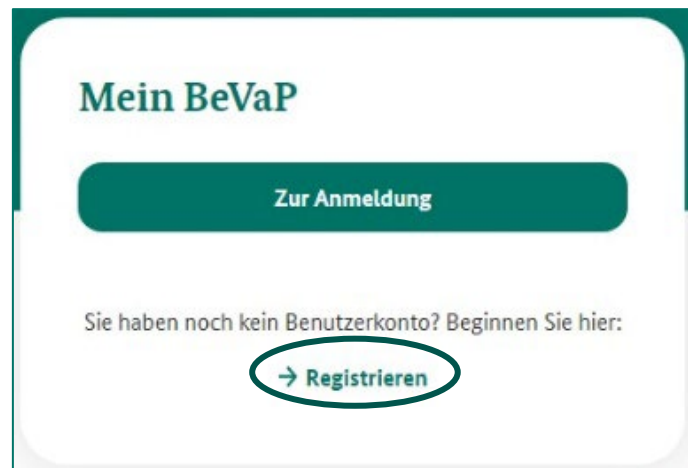 Mein BeVaP
Zur Anmeldung
Sie haben noch kein Benutzerkonto? Beginnen Sie hier:
→ Registrieren